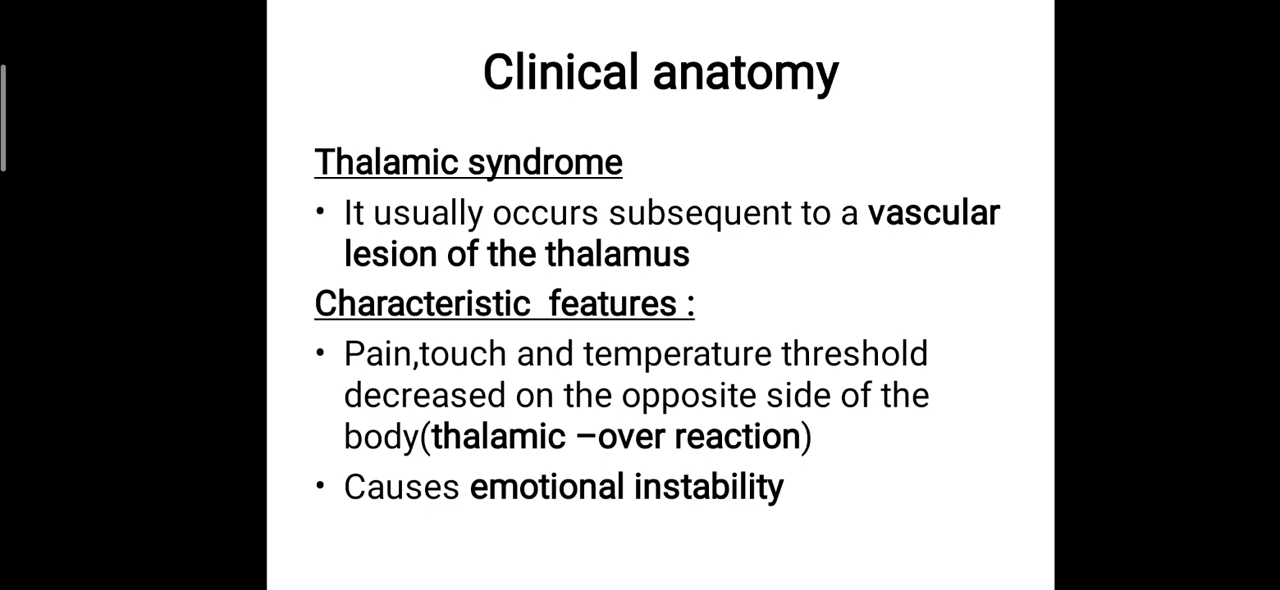 Clinical anatomy
Thalamic syndrome
• It usually occurs subsequent to a vascular
lesion of the thalamus
Characteristic  features :
• Pain,touch and temperature threshold
decreased on the opposite side of the
body(thalamic –over reaction)
• Causes emotional instability